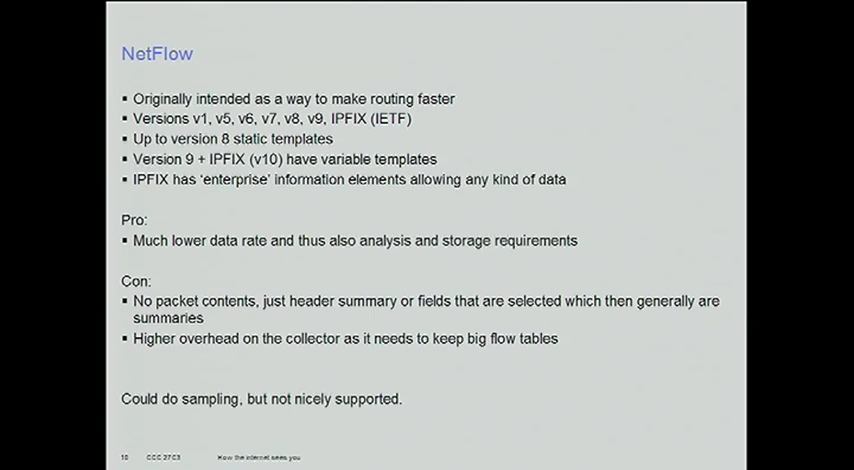 NetFlow
▪ Originally intended as a way to make routing faster
▪ Versions v1, v5, v6, v7, v8, v9, IPFIX (IETF)
▪ Up to version 8 static templates
▪ Version 9 + IPFIX (v10) have variable templates
▪ IPFIX has ‘enterprise’ information elements allowing any kind of data
Pro:
▪ Much lower data rate and thus also analysis and storage requirements
Con:
▪ No packet contents, just header summary or fields that are selected which then generally are
summaries
▪ Higher overhead on the collector as it needs to keep big flow tables
Could do sampling, but not nicely supported.
10 CCC 27C3 How the internet sees you